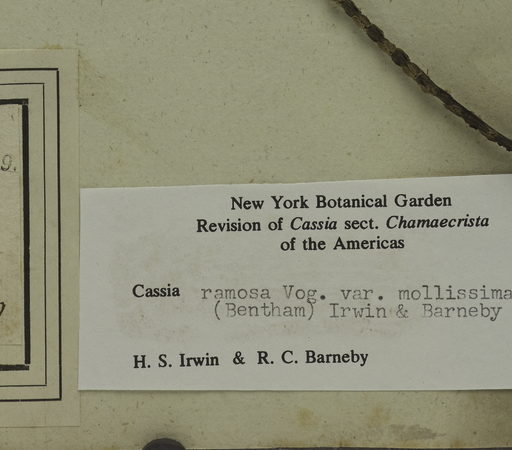 9.
New York Botanical Garden
Revision of Cassia sect. Chamaecrista
of the Americas
Cassia ramosa Vog. var. mollissima
(Bentham) Irwin & Barneby
H. S. Irwin & R. C. Barneby